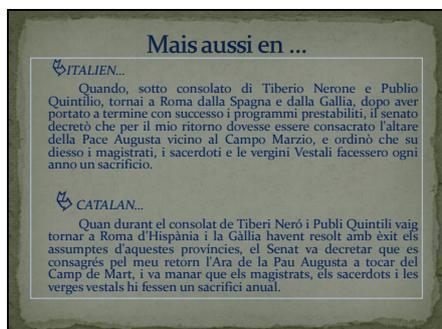 Mais aussi en ...
ITALIEN...
Quando, sotto consolato di Tiberio Nerone e Publio
Quintilio, tornai a Roma dalla Spagna e dalla Gallia, dopo aver
portato a termine con successo i programmi prestabiliti, il senato
decretò che per il mio ritorno dovesse essere consacrato l'altare
della Pace Augusta vicino al Campo Marzio, e ordinò che su
diesso i magistrati, i sacerdoti e le vergini Vestali facessero ogni
anno un sacrificio.
CATALAN...
Quan durant el consolat de Tiberi Neró i Publi Quintili vaig
tornar a Roma d'Hispània i la Gàl·lia havent resolt amb èxit els
assumptes d'aquestes províncies, el Senat va decretar que es
consagrés pel meu retorn l'Ara de la Pau Augusta a tocar del
Camp de Mart, i va manar que els magistrats, els sacerdots i les
verges vestals hi fessen un sacrifici anual.